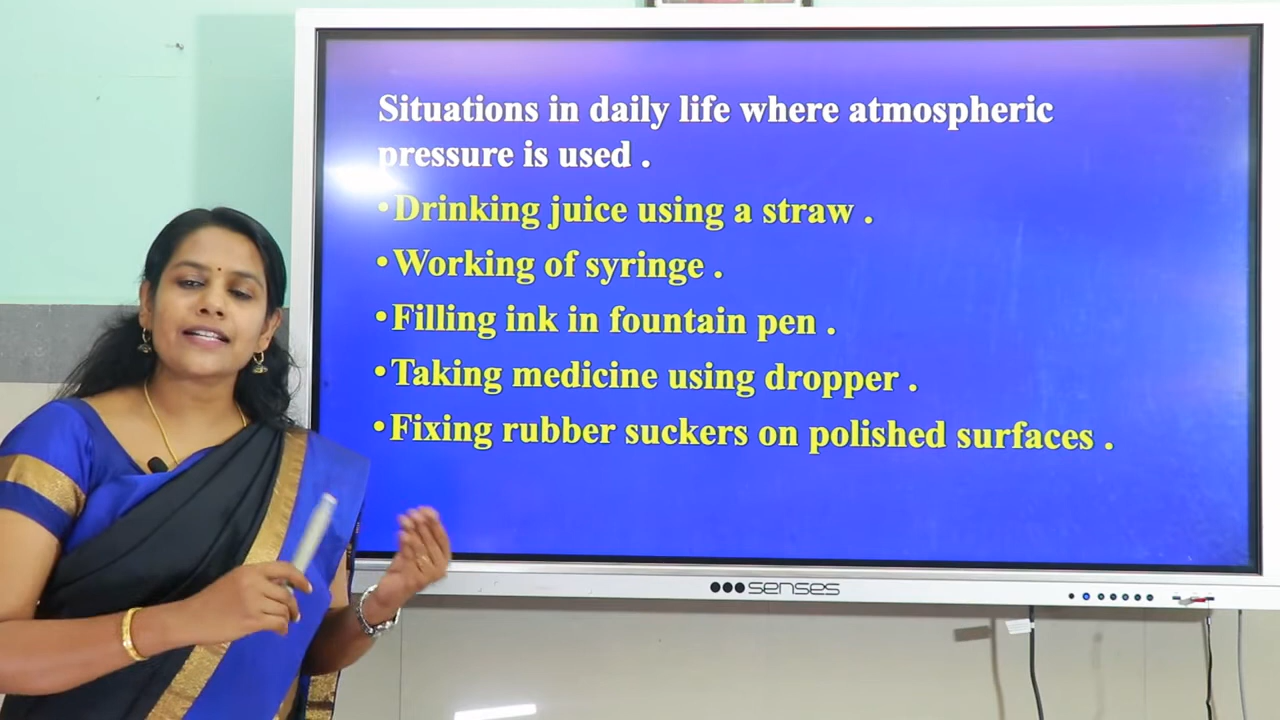 Situations in daily life where atmospheric
pressure is used .
•Drinking juice using a straw .
•Working of syringe .
•Filling ink in fountain pen .
•Taking medicine using dropper .
•Fixing rubber suckers on polished surfaces .
senses